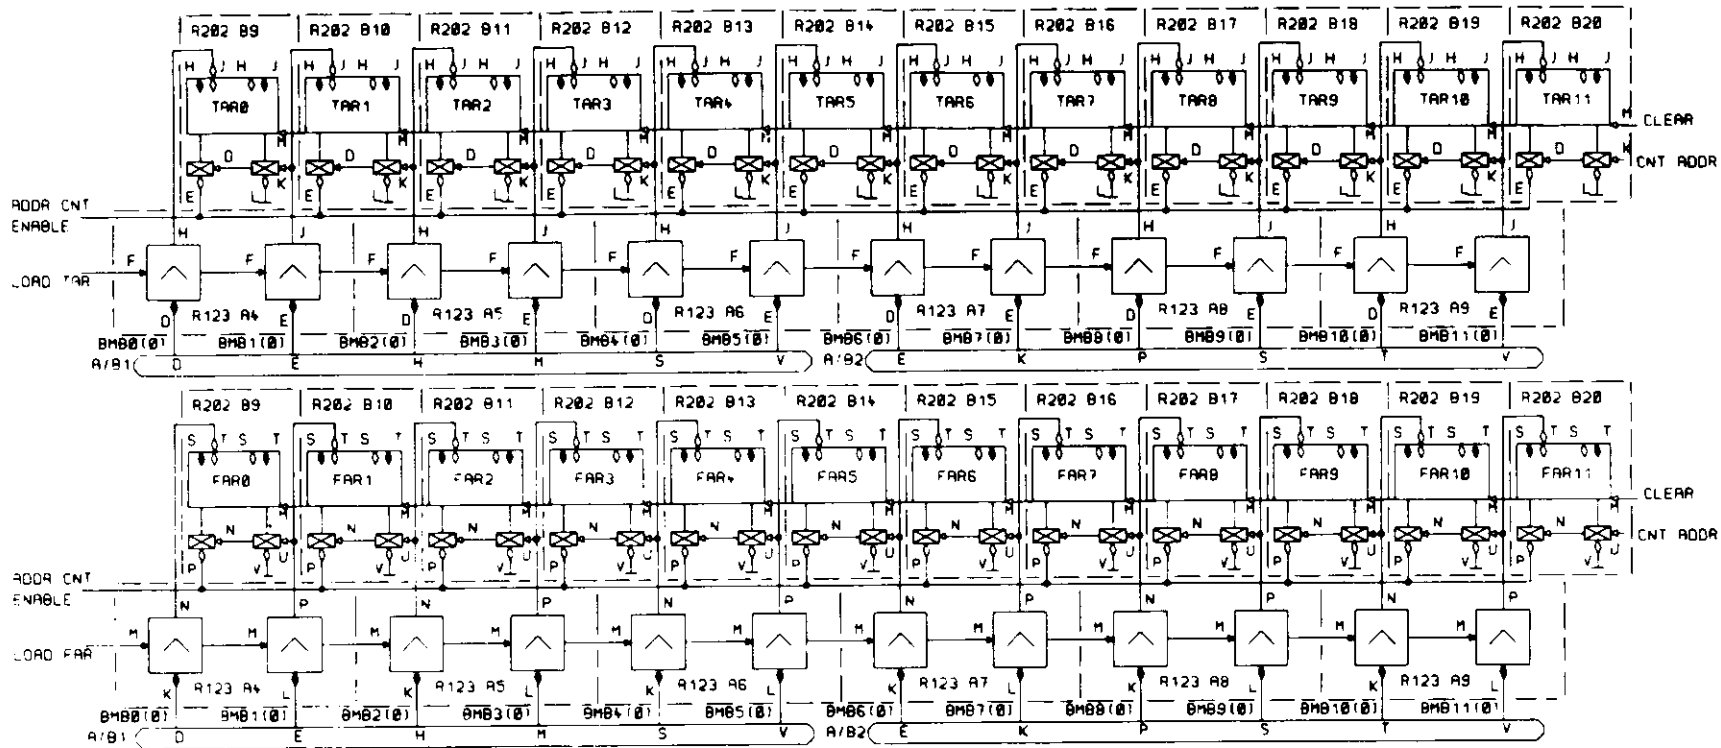 R202 B9 R202 B10 R202 B11 R202 B12 R202 B13 R202 B14 R202 B15 R202 B16 R202 B17 R202 B18 R202 B19 R202 B20
H J H J H J H J H J H J H J H J H J H J H J H J H J H J H J H J H J H J H J H J H J H J H J H J
TAR0 TAR1 TAR2 TAR3 TAR4 TAR5 TAR6 TAR7 TAR8 TAR9 TAR10 TAR11
M M M M M M M M M M M M CLEAR
D D D D D D D D D D D D K CNT ADDR
E L K E L K E L K E L K E L K E L K E L K E L K E L K E L K E L K E L
ADDR CNT
ENABLE
H J H J H J H J H J H J
F F F F F F F F F F F F
LOAD TAR
D R123 A4 E D R123 A5 E D R123 A6 E D R123 A7 E D R123 A8 E D R123 A9 E
BMB0(0) BMB1(0) BMB2(0) BMB3(0) BMB4(0) BMB5(0) BMB6(0) BMB7(0) BMB8(0) BMB9(0) BMB10(0) BMB11(0)
A/B1 D E H M S V A/B2 E K P S T V
R202 B9 R202 B10 R202 B11 R202 B12 R202 B13 R202 B14 R202 B15 R202 B16 R202 B17 R202 B18 R202 B19 R202 B20
S T S T S T S T S T S T S T S T S T S T S T S T S T S T S T S T S T S T S T S T S T S T S T S T
FAR0 FAR1 FAR2 FAR3 FAR4 FAR5 FAR6 FAR7 FAR8 FAR9 FAR10 FAR11
M M M M M M M M M M M M CLEAR
N N N N N N N N N N N N CNT ADDR
P V U P V U P V U P V U P V U P V U P V U P V U P V U P V U P V U P V U
ADDR CNT
ENABLE
N P N P N P N P N P N P
M M M M M M M M M M M M
LOAD FAR
K R123 A4 L K R123 A5 L K R123 A6 L K R123 A7 L K R123 A8 L K R123 A9 L
BMB0(0) BMB1(0) BMB2(0) BMB3(0) BMB4(0) BMB5(0) BMB6(0) BMB7(0) BMB8(0) BMB9(0) BMB10(0) BMB11(0)
A/B1 D E H M S V A/B2 E K P S T V